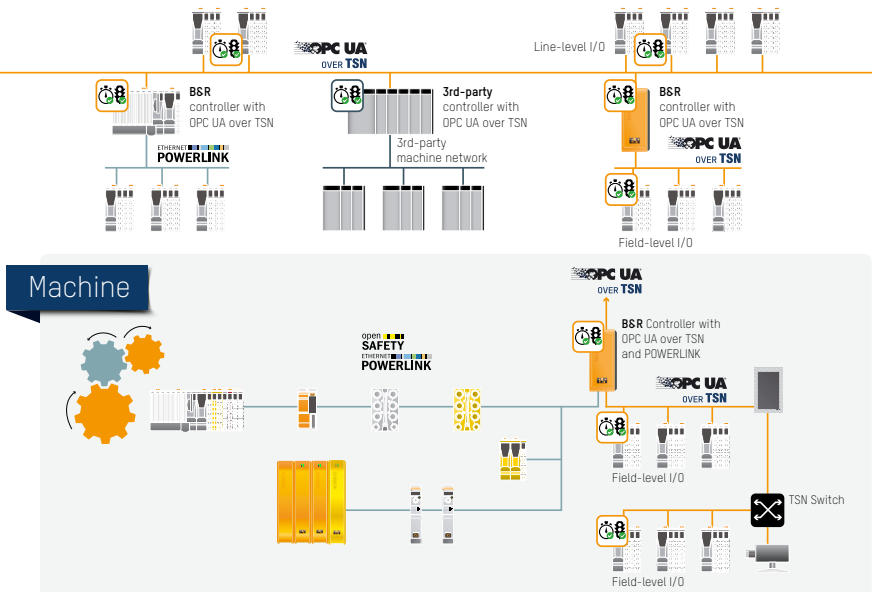 Line-level I/O
OPC UA
OVER TSN
B&R
controller with
OPC UA over TSN
3rd-party
controller with
OPC UA over TSN
B&R
controller with
OPC UA over TSN
ETHERNET
POWERLINK
3rd-party
machine network
OPC UA
OVER TSN
Field-level I/O
Machine
OPC UA
OVER TSN
B&R Controller with
OPC UA over TSN
and POWERLINK
open
SAFETY
ETHERNET
POWERLINK
OPC UA
OVER TSN
Field-level I/O
TSN Switch
Field-level I/O